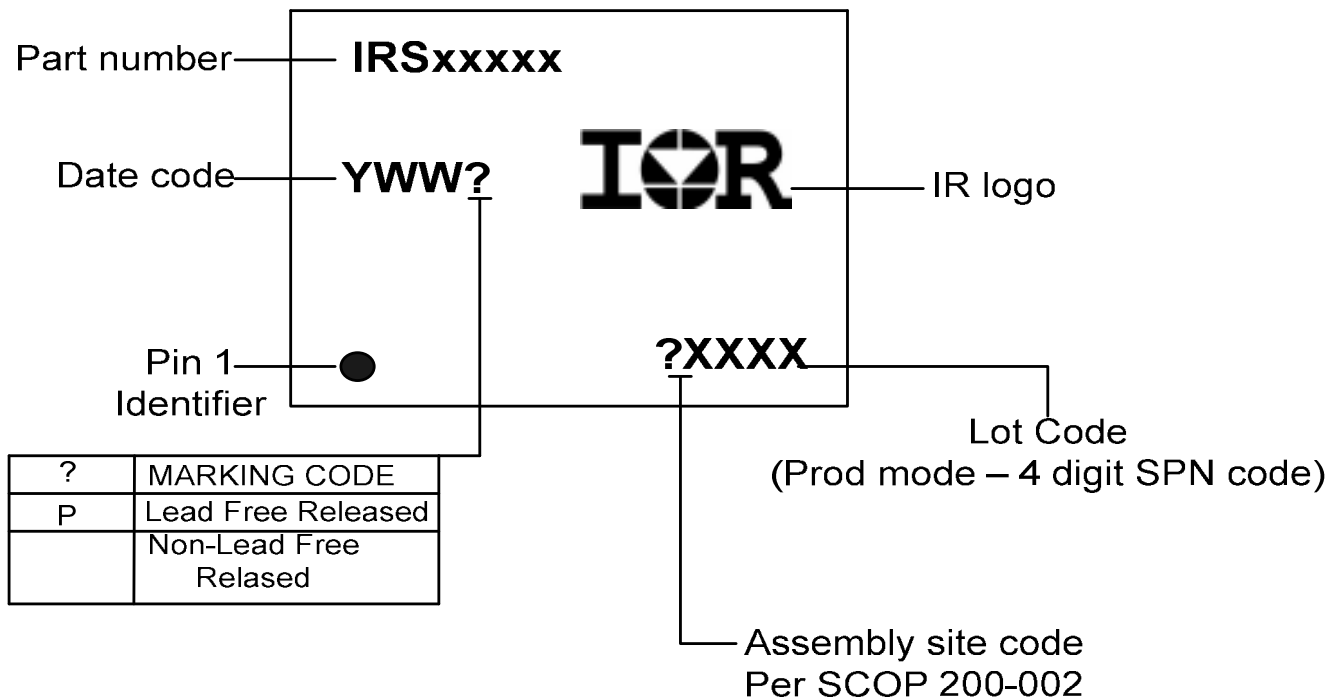 Part number
IRSxxxxx
IOR
Date code
YWW?
IR logo
Pin 1
Identifier
?XXXX
Lot Code
(Prod mode – 4 digit SPN code)
? MARKING CODE
P Lead Free Released
Non-Lead Free
Relased
Assembly site code
Per SCOP 200-002